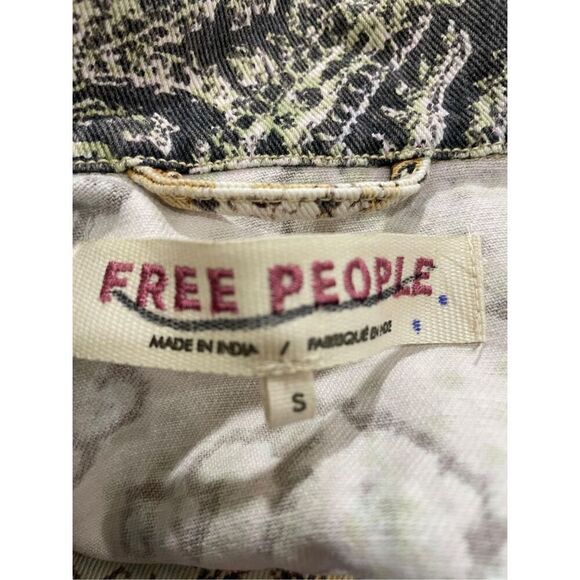 FREE PEOPLE
MADE IN INDIA / FABRIQUÉ EN INDE
S